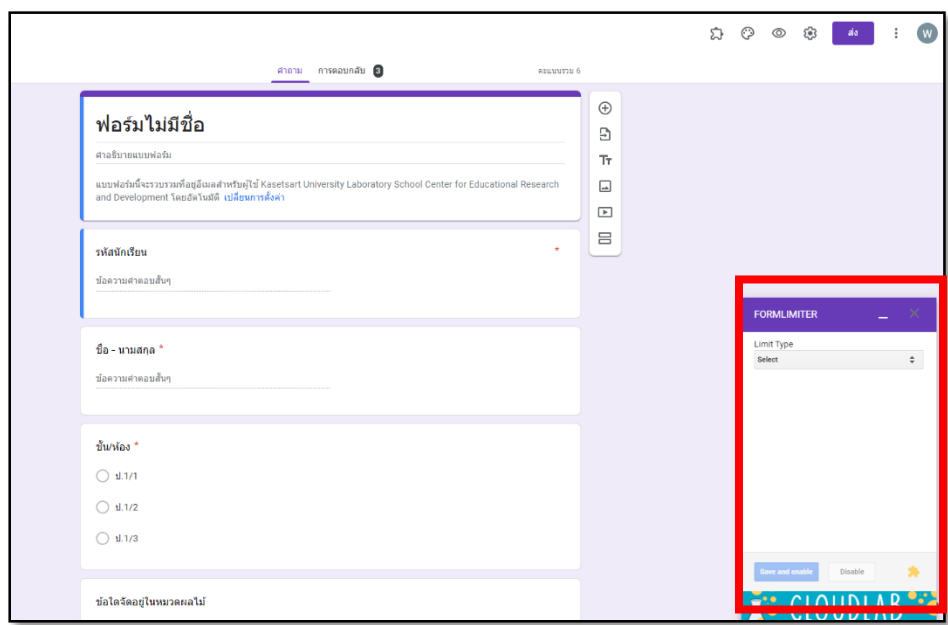 ส่ง
W
คำถาม การตอบกลับ 3
คะแนนรวม 6
ฟอร์มไม่มีชื่อ
คำอธิบายแบบฟอร์ม
แบบฟอร์มนี้จะรวบรวมที่อยู่อีเมลสำหรับผู้ใช้ Kasetsart University Laboratory School Center for Educational Research
and Development โดยอัตโนมัติ เปลี่ยนการตั้งค่า
Tт
รหัสนักเรียน *
ข้อความคำตอบสั้นๆ
ชื่อ - นามสกุล *
ข้อความคำตอบสั้นๆ
ชั้น/ห้อง *
ป.1/1
ป.1/2
ป.1/3
ข้อใดจัดอยู่ในหมวดผลไม้
FORMLIMITER
Limit Type
Select
Save and enable Disable
CLOUDLAB